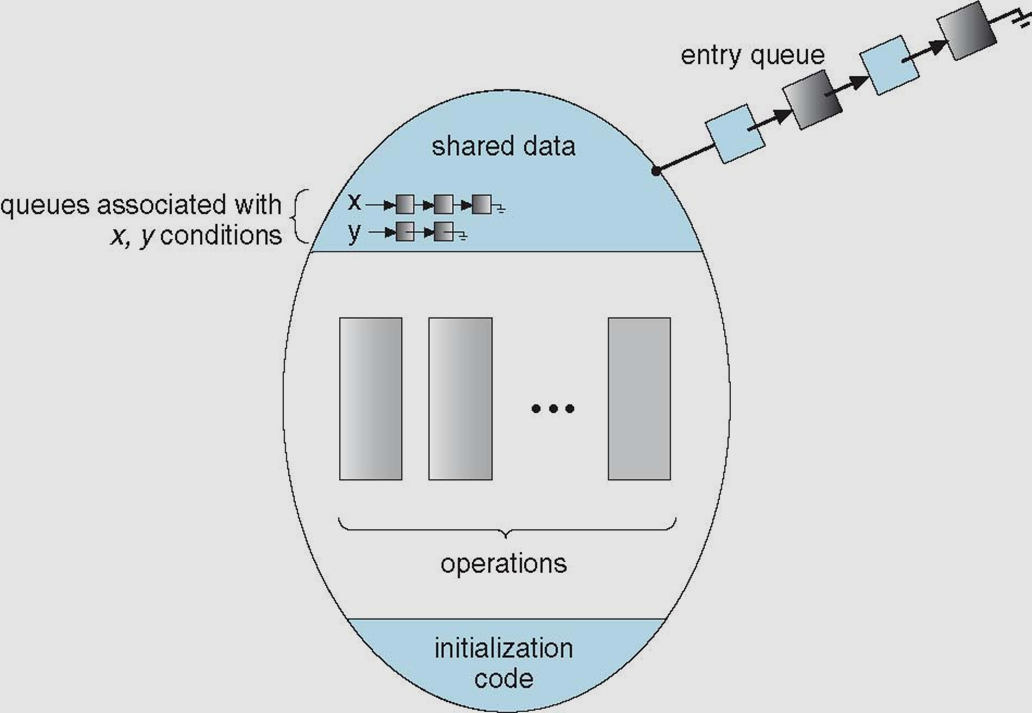 entry queue
shared data
queues associated with
x, y conditions
x
y
operations
initialization
code